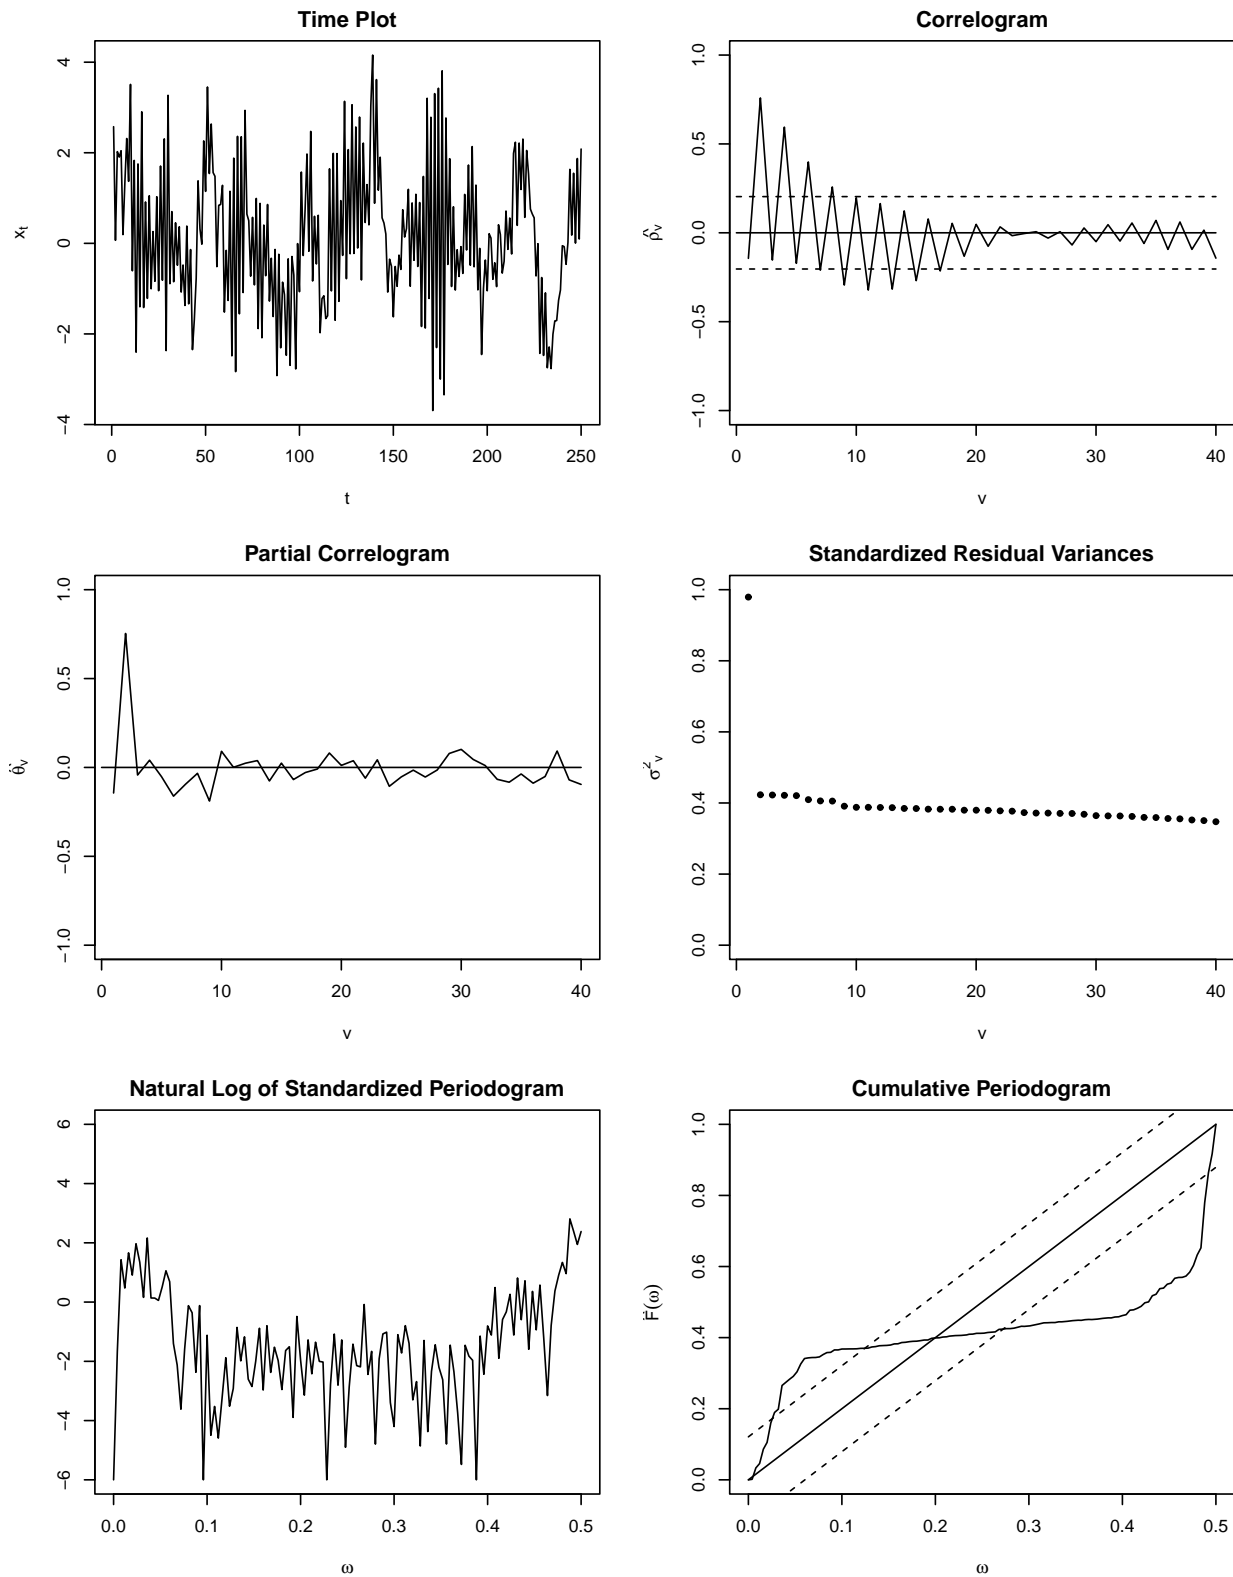 Time Plot
4
2
0
−2
−4
x_t
0 50 100 150 200 250
t
Correlogram
1.0
0.5
0.0
−0.5
−1.0
ρ̂_v
0 10 20 30 40
v
Partial Correlogram
1.0
0.5
0.0
−0.5
−1.0
θ̂_v
0 10 20 30 40
v
Standardized Residual Variances
1.0
0.8
0.6
0.4
0.2
0.0
σ̂²_v
0 10 20 30 40
v
Natural Log of Standardized Periodogram
6
4
2
0
−2
−4
−6
0.0 0.1 0.2 0.3 0.4 0.5
ω
Cumulative Periodogram
1.0
0.8
0.6
0.4
0.2
0.0
F̂(ω)
0.0 0.1 0.2 0.3 0.4 0.5
ω